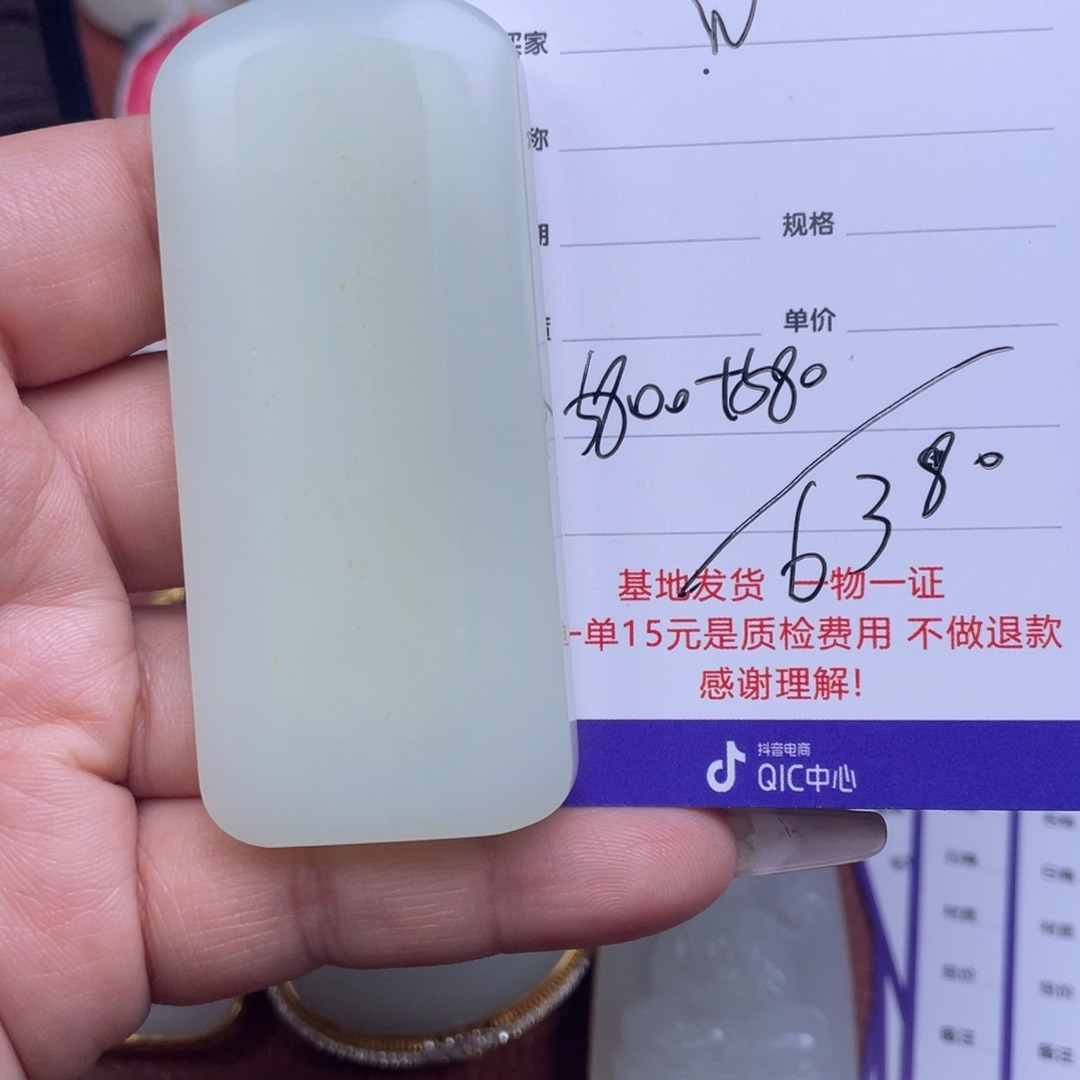 买家
称
规格
单价
5800+580
6380
基地发货 一物一证
一单15元是质检费用 不做退款
感谢理解!
抖音电商
QIC中心